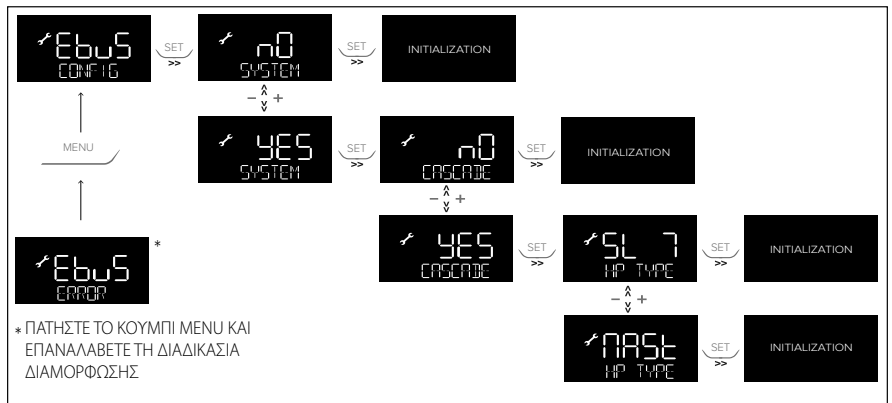 EbuS
CONFIG
SET
>>
nO
SYSTEM
SET
>>
INITIALIZATION
- +
MENU
YES
SYSTEM
SET
>>
nO
CASCADE
SET
>>
INITIALIZATION
- +
EbuS
ERROR
*
YES
CASCADE
SET
>>
SL 7
HP TYPE
SET
>>
INITIALIZATION
- +
MASt
HP TYPE
SET
>>
INITIALIZATION
* ΠΑΤΗΣΤΕ ΤΟ ΚΟΥΜΠΙ MENU ΚΑΙ
ΕΠΑΝΑΛΑΒΕΤΕ ΤΗ ΔΙΑΔΙΚΑΣΙΑ
ΔΙΑΜΟΡΦΩΣΗΣ